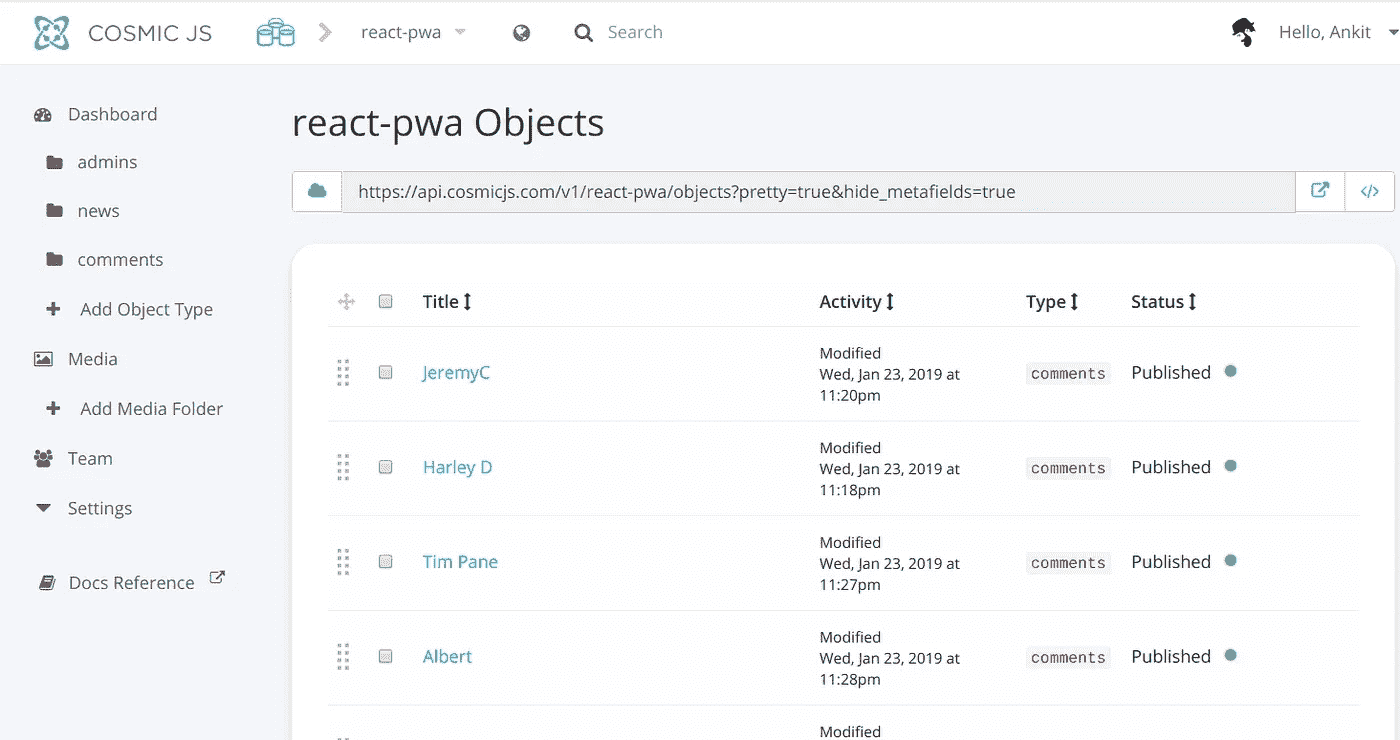 COSMIC JS
react-pwa
Search
Hello, Ankit
Dashboard
admins
news
comments
Add Object Type
Media
Add Media Folder
Team
Settings
Docs Reference
react-pwa Objects
https://api.cosmicjs.com/v1/react-pwa/objects?pretty=true&hide_metafields=true
</>
Title Activity Type Status
JeremyC
Modified
Wed, Jan 23, 2019 at
11:20pm
comments
Published
Harley D
Modified
Wed, Jan 23, 2019 at
11:18pm
comments
Published
Tim Pane
Modified
Wed, Jan 23, 2019 at
11:27pm
comments
Published
Albert
Modified
Wed, Jan 23, 2019 at
11:28pm
comments
Published
Modified